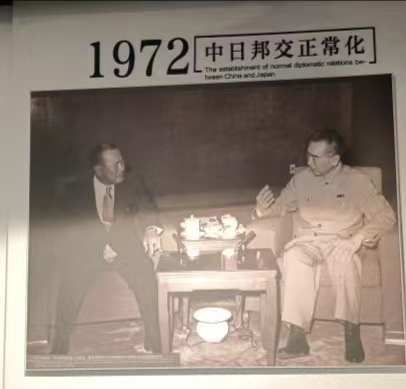 1972
中日邦交正常化
The establishment of normal diplomatic relations be-
tween China and Japan